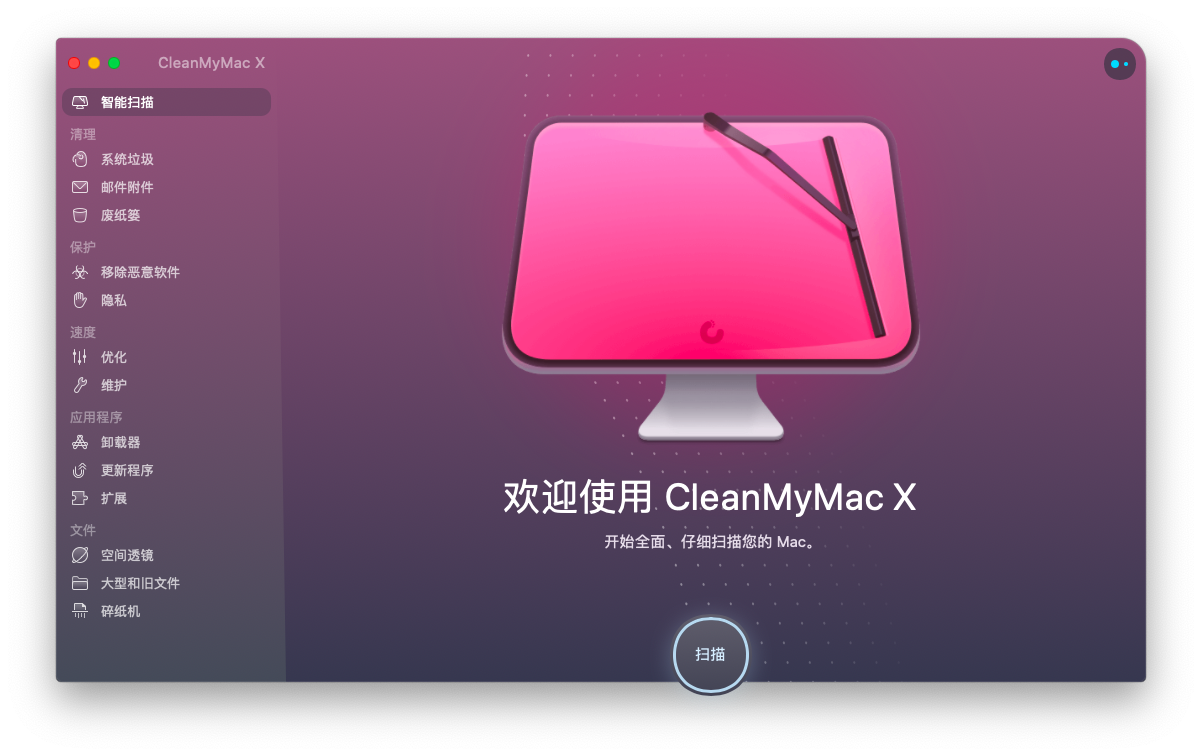 CleanMyMac X
智能扫描
清理
系统垃圾
邮件附件
废纸篓
保护
移除恶意软件
隐私
速度
优化
维护
应用程序
卸载器
更新程序
扩展
文件
空间透镜
大型和旧文件
碎纸机
欢迎使用 CleanMyMac X
开始全面、仔细扫描您的 Mac。
扫描